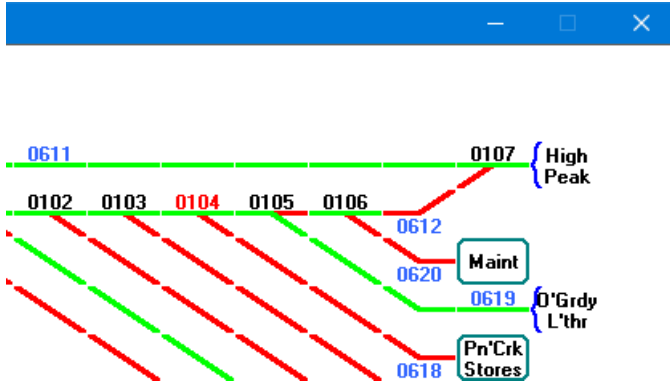 0611
0107
High
Peak
0102 0103 0104 0105 0106
0612
0620
Maint
0619
O'Grdy
L'thr
0618
Pn'Crk
Stores